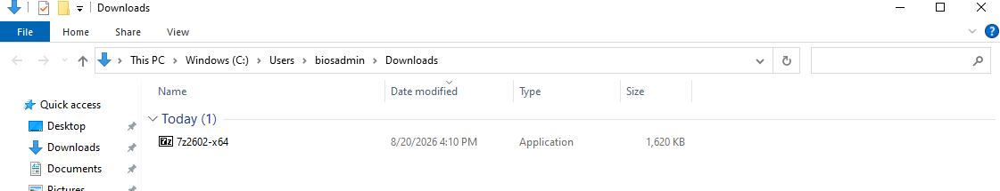 Downloads
File Home Share View
This PC Windows (C:) Users biosadmin Downloads
Name Date modified Type Size
Quick access
Today (1)
Desktop
7z2602-x64 8/20/2026 4:10 PM Application 1,620 KB
Downloads
Documents
Pictures